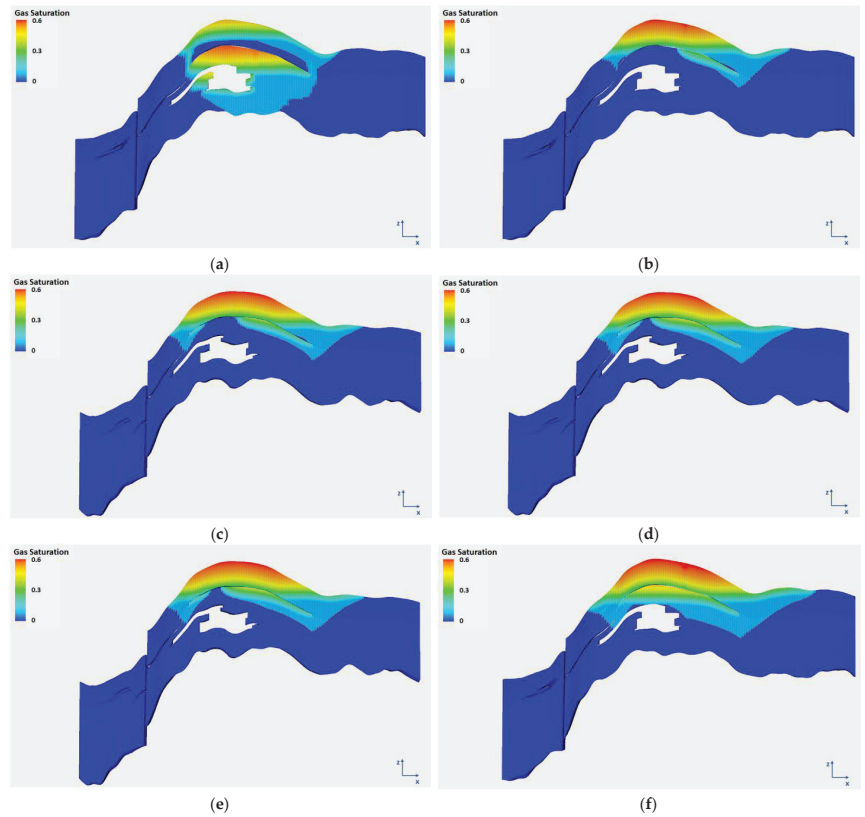 Gas Saturation
0.6
0.3
0
z
x
(a)
Gas Saturation
0.6
0.3
0
z
x
(b)
Gas Saturation
0.6
0.3
0
z
x
(c)
Gas Saturation
0.6
0.3
0
z
x
(d)
Gas Saturation
0.6
0.3
0
z
x
(e)
Gas Saturation
0.6
0.3
0
z
x
(f)